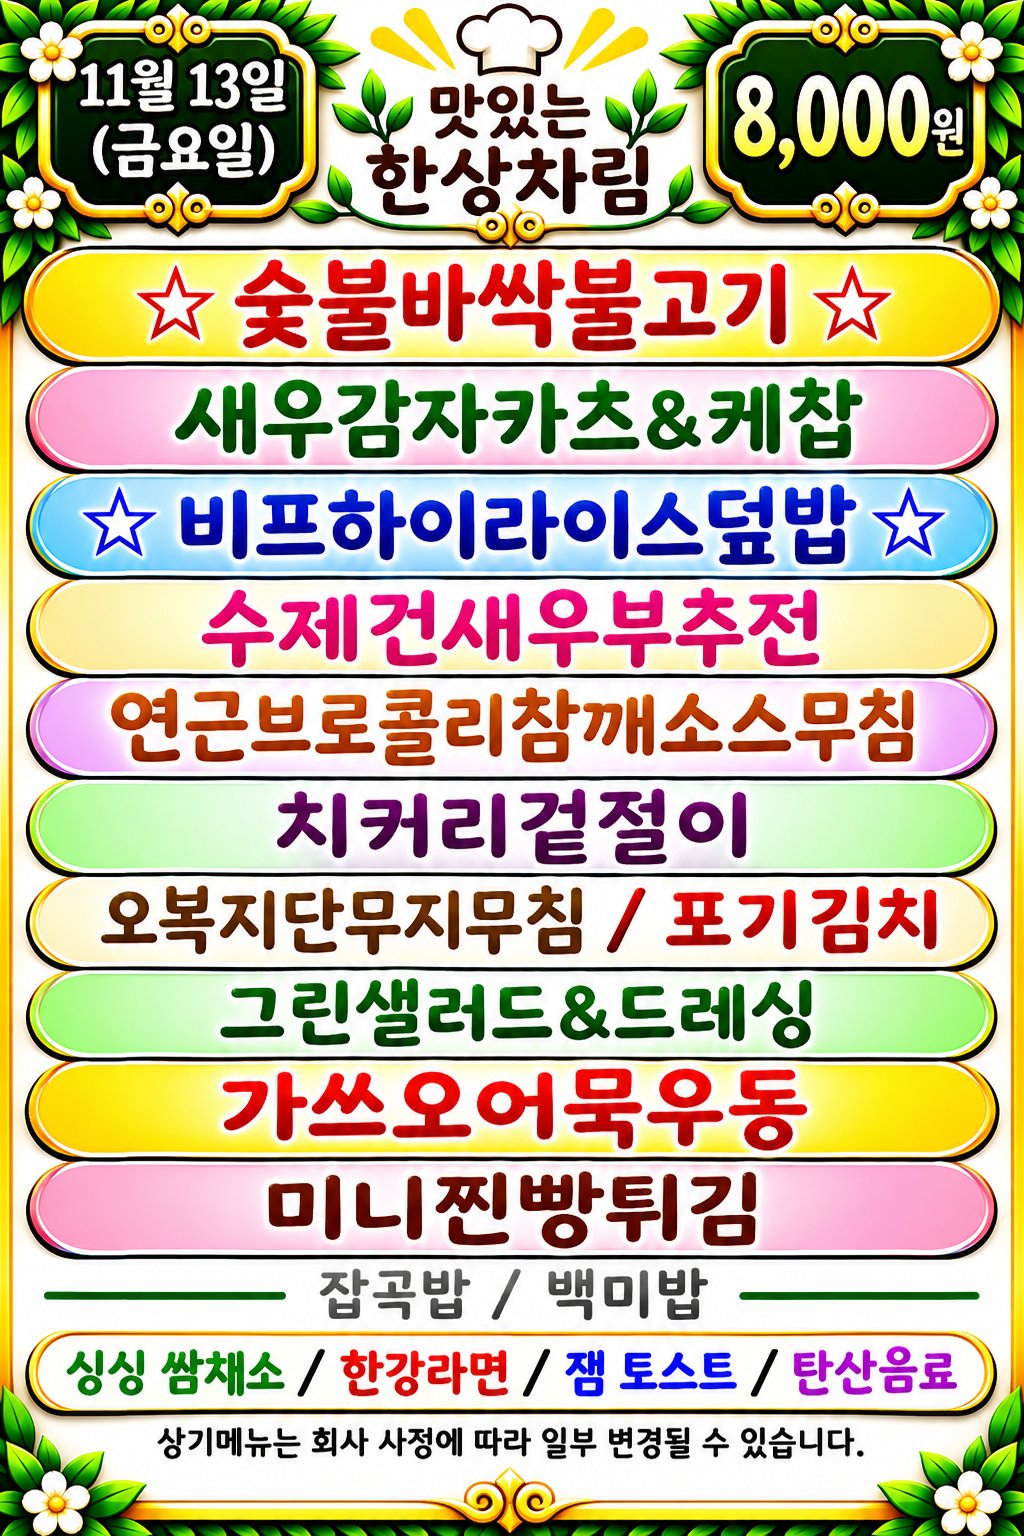 11월 13일
(금요일)
맛있는
한상차림
8,000원
☆ 숯불바싹불고기 ☆
새우감자카츠&케찹
☆ 비프하이라이스덮밥 ☆
수제건새우부추전
연근브로콜리참깨소스무침
치커리겉절이
오복지단무지무침 / 포기김치
그린샐러드&드레싱
가쓰오어묵우동
미니찐빵튀김
잡곡밥 / 백미밥
싱싱 쌈채소 / 한강라면 / 잼 토스트 / 탄산음료
상기메뉴는 회사 사정에 따라 일부 변경될 수 있습니다.